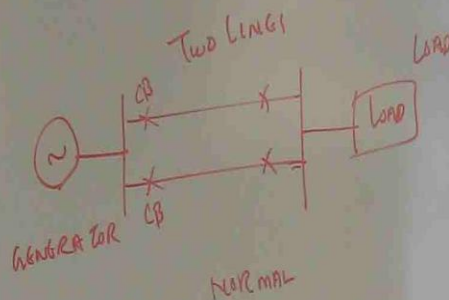 TWO LINES
LOAD
CB
~
LOAD
CB
GENERATOR
NORMAL